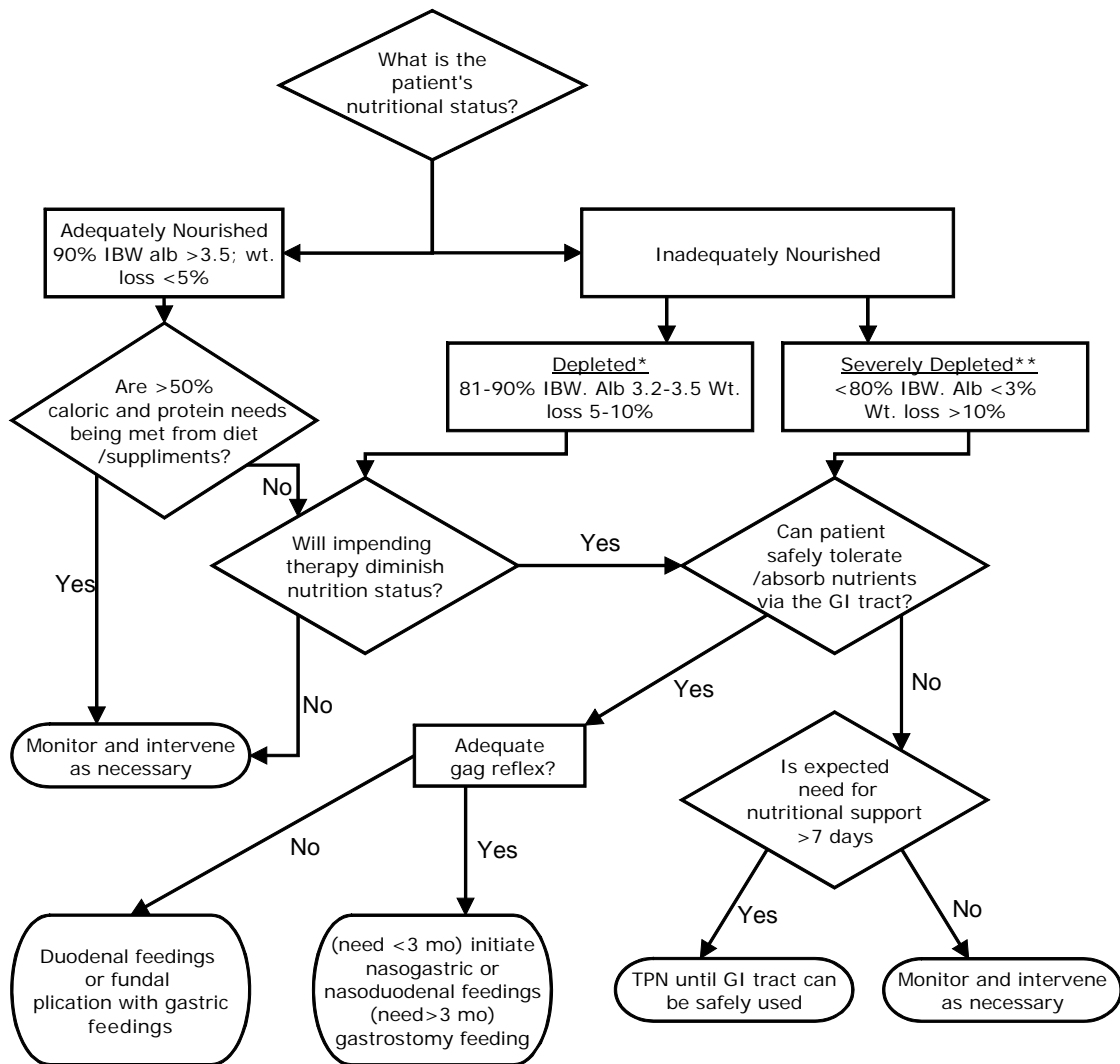 What is the
patient's
nutritional status?
Adequately Nourished
90% IBW alb >3.5; wt.
loss <5%
Inadequately Nourished
Depleted*
81-90% IBW. Alb 3.2-3.5 Wt.
loss 5-10%
Severely Depleted**
<80% IBW. Alb <3%
Wt. loss >10%
Are >50%
caloric and protein needs
being met from diet
/suppliments?
No
Yes
Will impending
therapy diminish
nutrition status?
Yes
No
Can patient
safely tolerate
/absorb nutrients
via the GI tract?
Yes
No
Monitor and intervene
as necessary
Adequate
gag reflex?
No
Yes
Is expected
need for
nutritional support
>7 days
Yes
No
Duodenal feedings
or fundal
plication with gastric
feedings
(need <3 mo) initiate
nasogastric or
nasoduodenal feedings
(need>3 mo)
gastrostomy feeding
TPN until GI tract can
be safely used
Monitor and intervene
as necessary